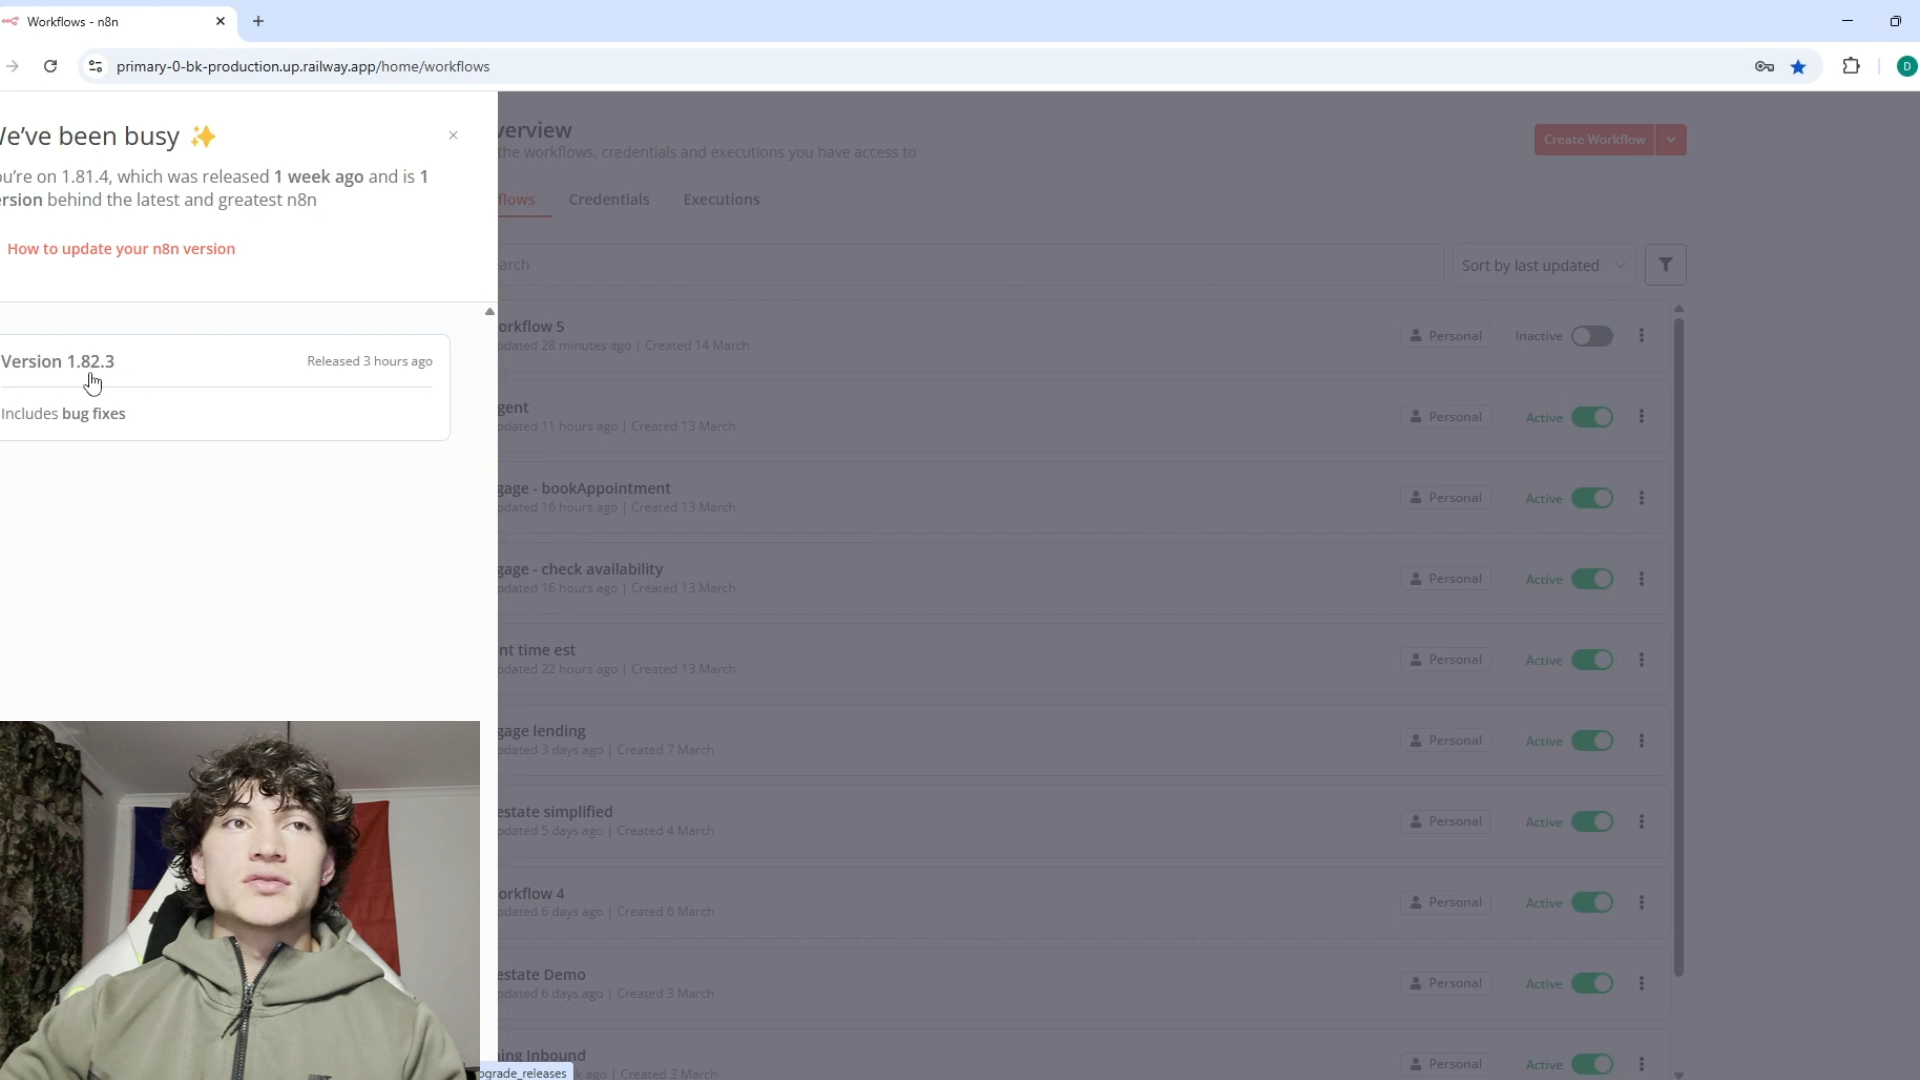 Workflows - n8n
primary-0-bk-production.up.railway.app/home/workflows
D
e've been busy ✨
ou're on 1.81.4, which was released 1 week ago and is 1
ersion behind the latest and greatest n8n
How to update your n8n version
Version 1.82.3
Released 3 hours ago
Includes bug fixes
verview
the workflows, credentials and executions you have access to
Create Workflow
flows
Credentials
Executions
arch
Sort by last updated
orkflow 5
pdated 28 minutes ago | Created 14 March
Personal
Inactive
gent
pdated 11 hours ago | Created 13 March
Personal
Active
gage - bookAppointment
pdated 16 hours ago | Created 13 March
Personal
Active
gage - check availability
pdated 16 hours ago | Created 13 March
Personal
Active
nt time est
pdated 22 hours ago | Created 13 March
Personal
Active
gage lending
pdated 3 days ago | Created 7 March
Personal
Active
estate simplified
pdated 5 days ago | Created 4 March
Personal
Active
orkflow 4
pdated 6 days ago | Created 6 March
Personal
Active
estate Demo
pdated 6 days ago | Created 3 March
Personal
Active
ing Inbound
k ago | Created 3 March
Personal
Active
pgrade_releases